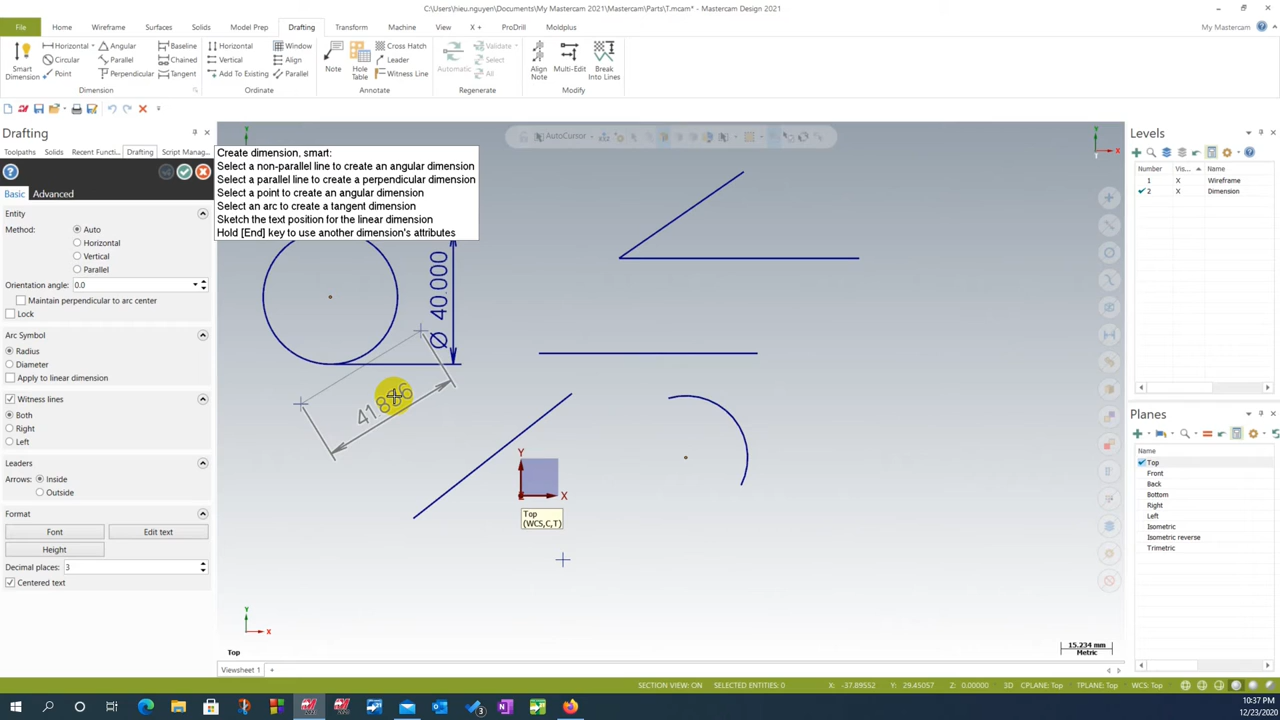 C:\Users\hieu.nguyen\Documents\My Mastercam 2021\Mastercam\Parts\T.mcam* - Mastercam Design 2021
File Home Wireframe Surfaces Solids Model Prep Drafting Transform Machine View X + ProDrill Moldplus My Mastercam
Smart Dimension Horizontal Angular Baseline Horizontal Window Note Hole Table Cross Hatch Automatic Validate Align Note Multi-Edit Break Into Lines
Circular Parallel Chained Vertical Align Leader Select
Point Perpendicular Tangent Add To Existing Parallel Witness Line All
Dimension Ordinate Annotate Regenerate Modify
AutoCursor
Drafting
Toolpaths Solids Recent Functi... Drafting Script Manag...
Basic Advanced
Entity
Method: Auto
Horizontal
Vertical
Parallel
Orientation angle: 0.0
Maintain perpendicular to arc center
Lock
Arc Symbol
Radius
Diameter
Apply to linear dimension
Witness lines
Both
Right
Left
Leaders
Arrows: Inside
Outside
Format
Font Edit text
Height
Decimal places: 3
Centered text
Create dimension, smart:
Select a non-parallel line to create an angular dimension
Select a parallel line to create a perpendicular dimension
Select a point to create an angular dimension
Select an arc to create a tangent dimension
Sketch the text position for the linear dimension
Hold [End] key to use another dimension's attributes
Ø 40.000
Y
X
Top
(WCS,C,T)
Y
X
Top
15.234 mm
Metric
Y
X
T
Viewsheet 1 +
Levels
Number Vis... Name
1 X Wireframe
2 X Dimension
Planes
Name
Top
Front
Back
Bottom
Right
Left
Isometric
Isometric reverse
Trimetric
SECTION VIEW: ON SELECTED ENTITIES: 0 X: -37.89552 Y: 29.45057 Z: 0.00000 3D CPLANE: Top TPLANE: Top WCS: Top
10:37 PM
12/23/2020